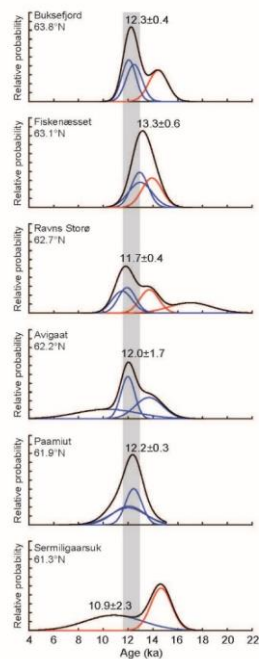 Relative probability
Buksefjord
63.8°N
12.3±0.4
Relative probability
Fiskenæsset
63.1°N
13.3±0.6
Relative probability
Ravns Storø
62.7°N
11.7±0.4
Relative probability
Avigaat
62.2°N
12.0±1.7
Relative probability
Paamiut
61.9°N
12.2±0.3
Relative probability
Sermiligaarsuk
61.3°N
10.9±2.3
4 6 8 10 12 14 16 18 20 22
Age (ka)